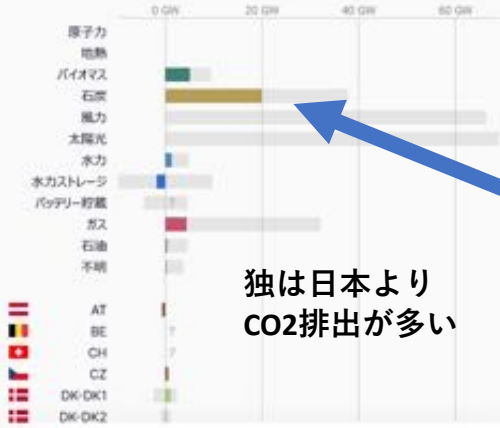 0 GW 20 GW 40 GW 60 GW
原子力
地熱
バイオマス
石炭
風力
太陽光
水力
水力ストレージ
バッテリー貯蔵 ?
ガス
石油
不明
独は日本より
CO2排出が多い
AT
BE ?
CH ?
CZ
DK-DK1
DK-DK2